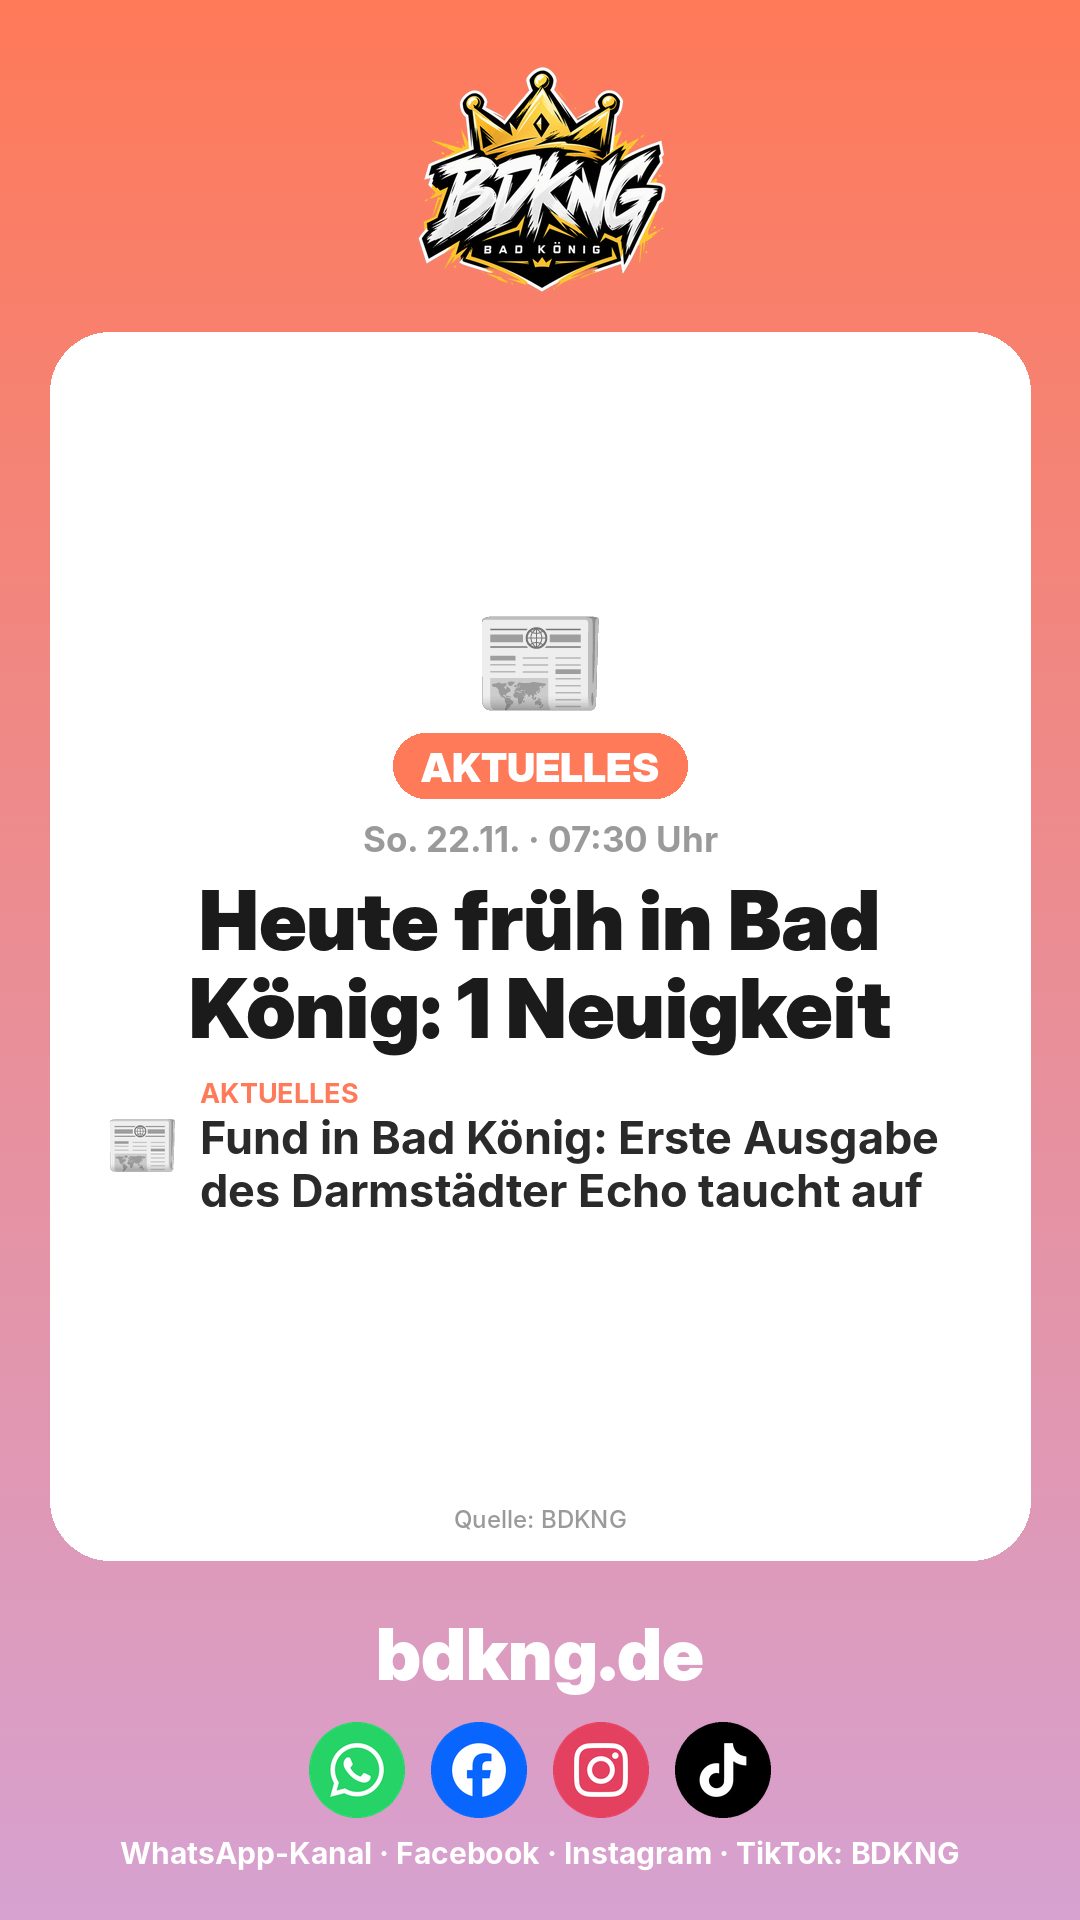 BDKNG
BAD KÖNIG
AKTUELLES
So. 22.11. · 07:30 Uhr
Heute früh in Bad
König: 1 Neuigkeit
AKTUELLES
Fund in Bad König: Erste Ausgabe
des Darmstädter Echo taucht auf
Quelle: BDKNG
bdkng.de
WhatsApp-Kanal · Facebook · Instagram · TikTok: BDKNG